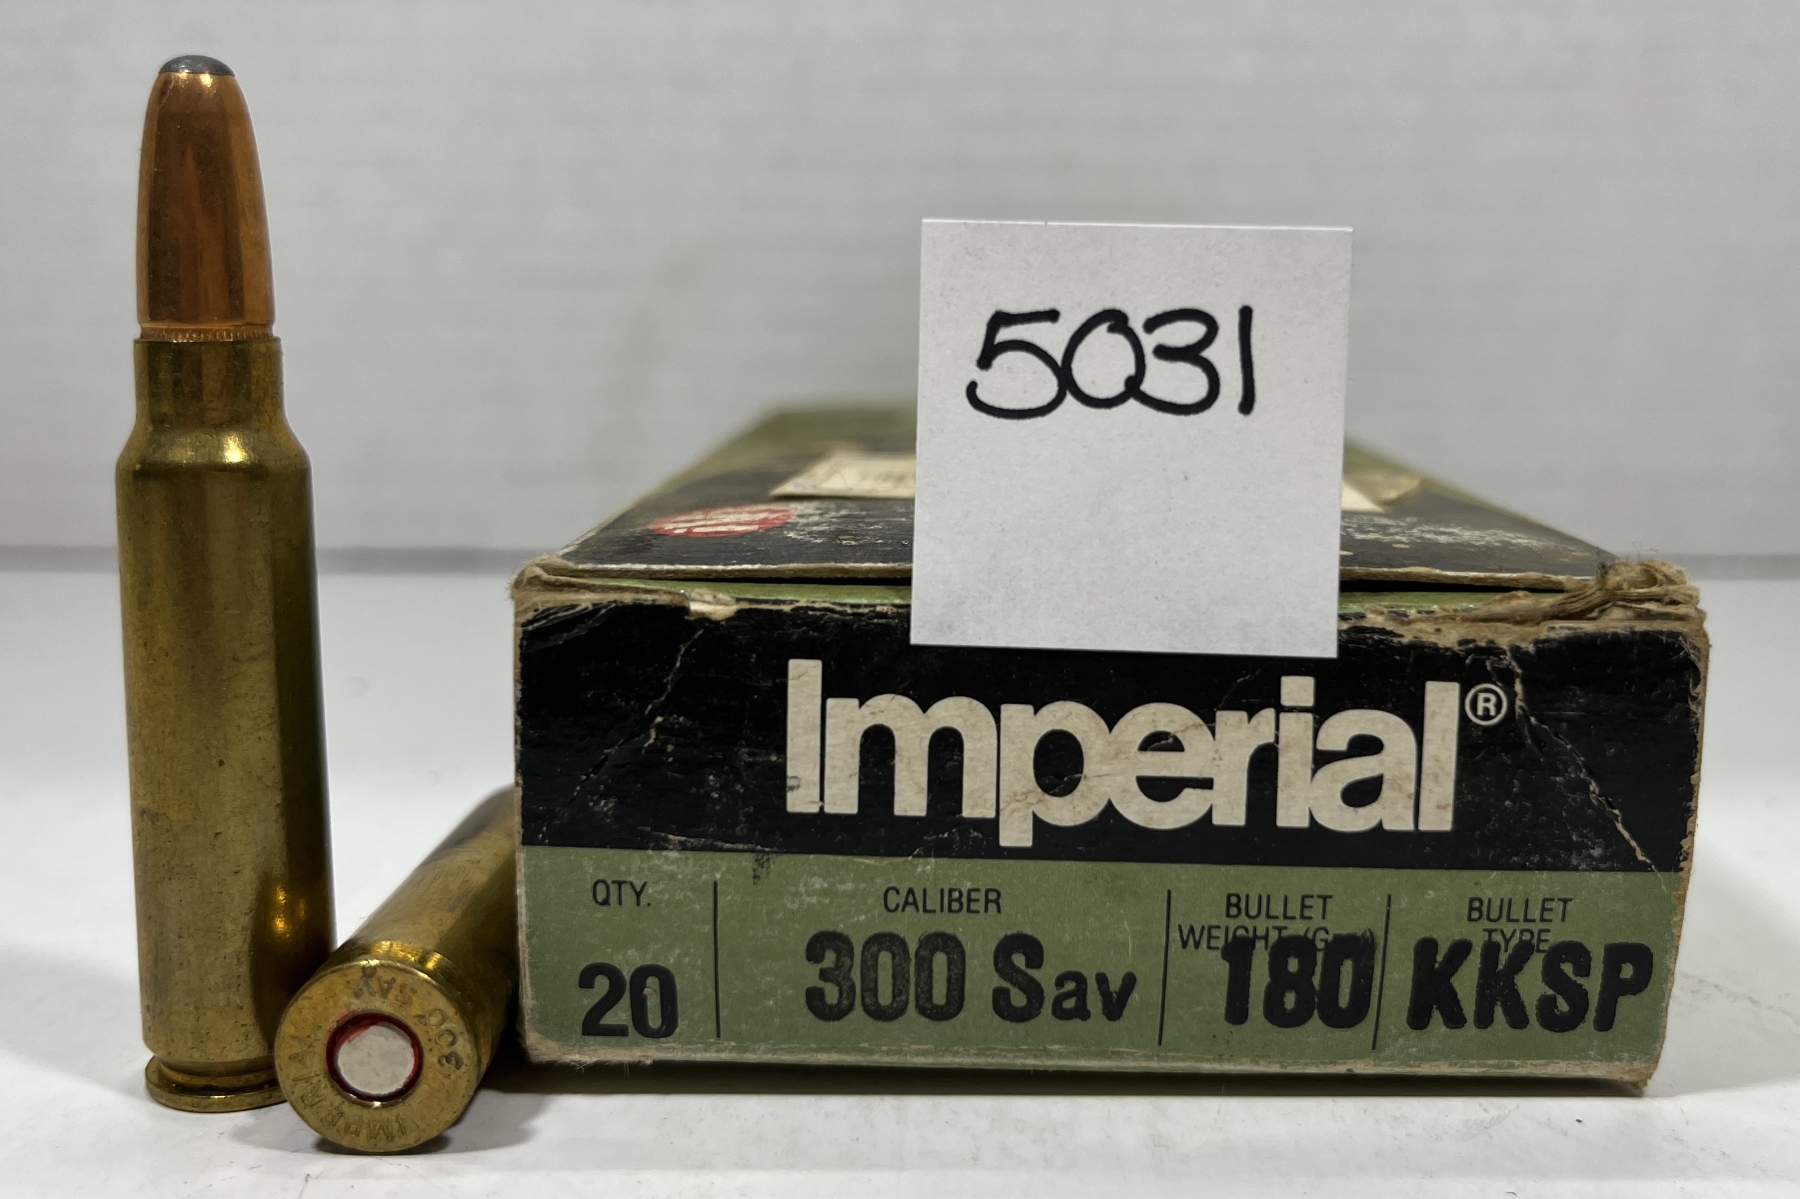 5031
Imperial®
QTY. CALIBER BULLET WEIGHT BULLET TYPE
20 300 Sav 180 KKSP
IMPERIAL 300 SAV